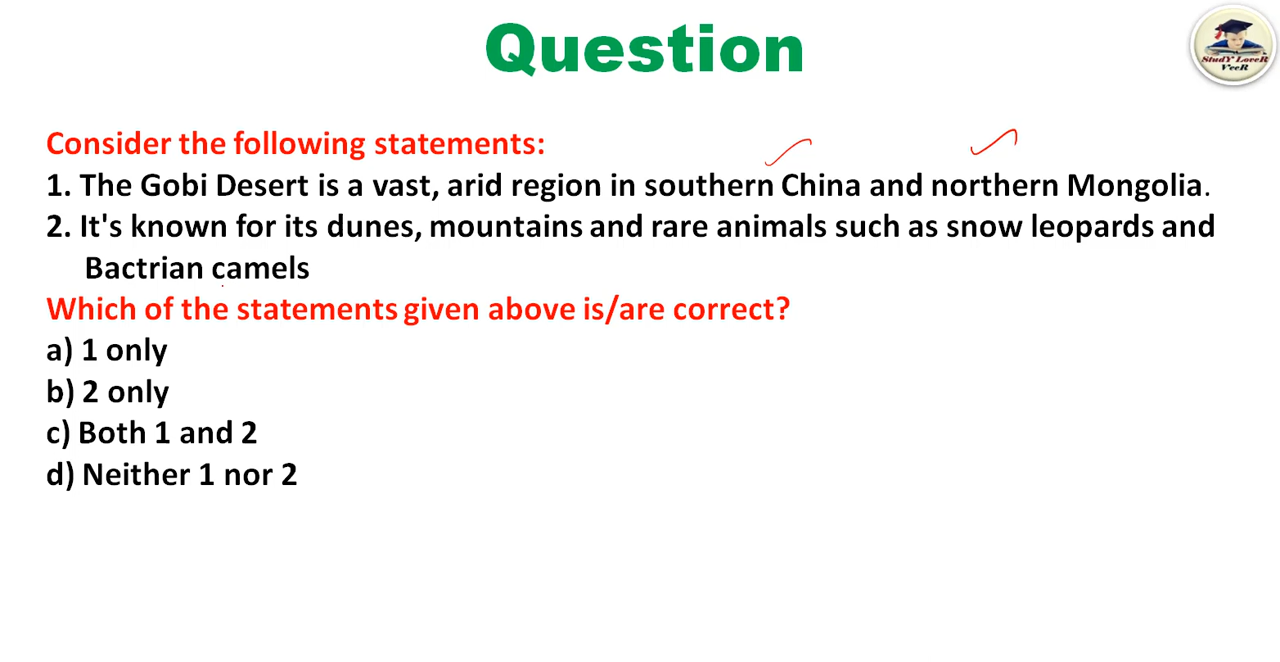 Question
StudY LoveR
VeeR
Consider the following statements:
1. The Gobi Desert is a vast, arid region in southern China and northern Mongolia.
2. It's known for its dunes, mountains and rare animals such as snow leopards and
Bactrian camels
Which of the statements given above is/are correct?
a) 1 only
b) 2 only
c) Both 1 and 2
d) Neither 1 nor 2